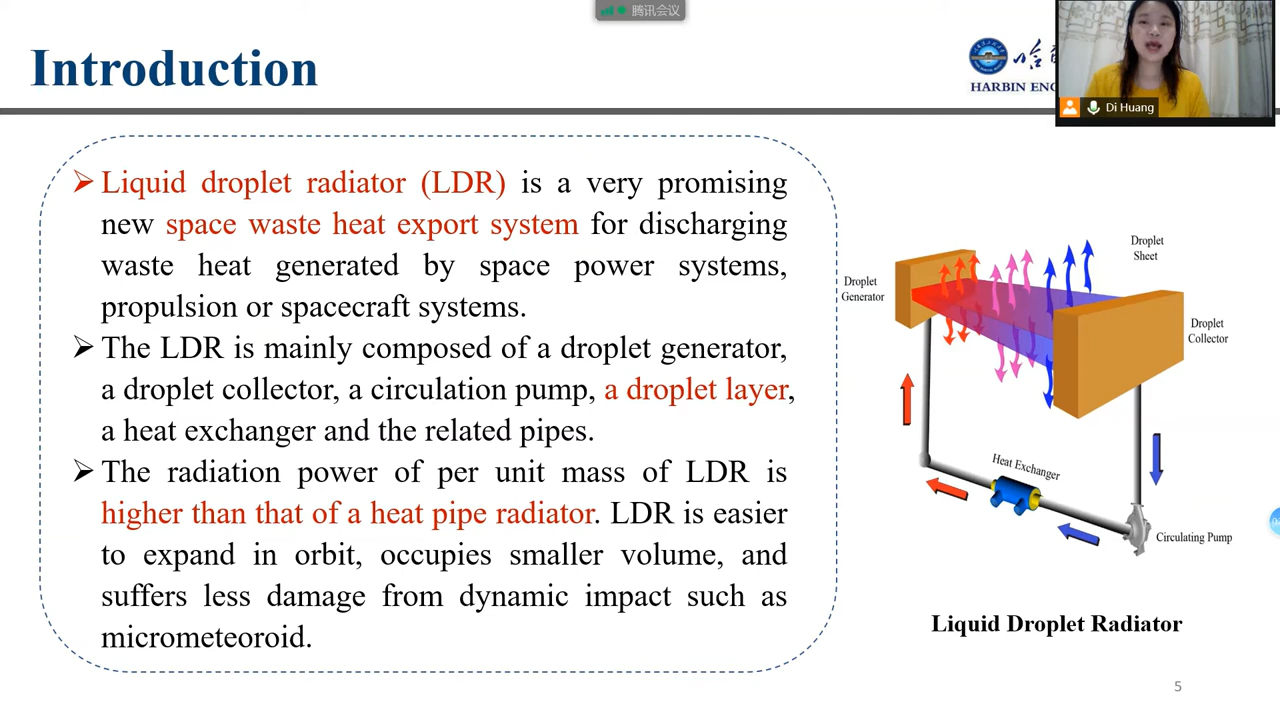 腾讯会议
Introduction
HARBIN
Di Huang
Liquid droplet radiator (LDR) is a very promising
new space waste heat export system for discharging
waste heat generated by space power systems,
propulsion or spacecraft systems.
The LDR is mainly composed of a droplet generator,
a droplet collector, a circulation pump, a droplet layer,
a heat exchanger and the related pipes.
The radiation power of per unit mass of LDR is
higher than that of a heat pipe radiator. LDR is easier
to expand in orbit, occupies smaller volume, and
suffers less damage from dynamic impact such as
micrometeoroid.
Droplet
Sheet
Droplet
Generator
Droplet
Collector
Heat Exchanger
Circulating Pump
Liquid Droplet Radiator
5